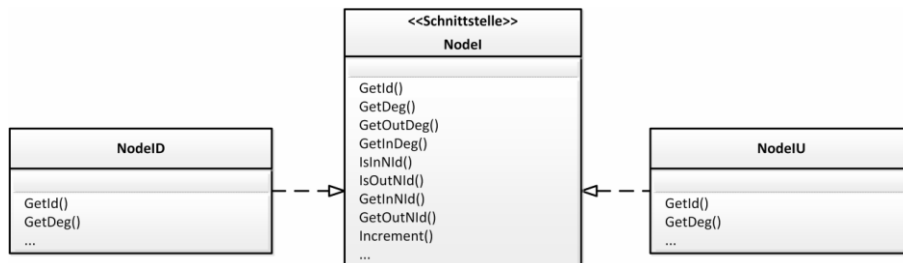 <<Schnittstelle>>
NodeI
GetId()
GetDeg()
GetOutDeg()
GetInDeg()
IsInNId()
IsOutNId()
GetInNId()
GetOutNId()
Increment()
...
NodeID
GetId()
GetDeg()
...
NodeIU
GetId()
GetDeg()
...